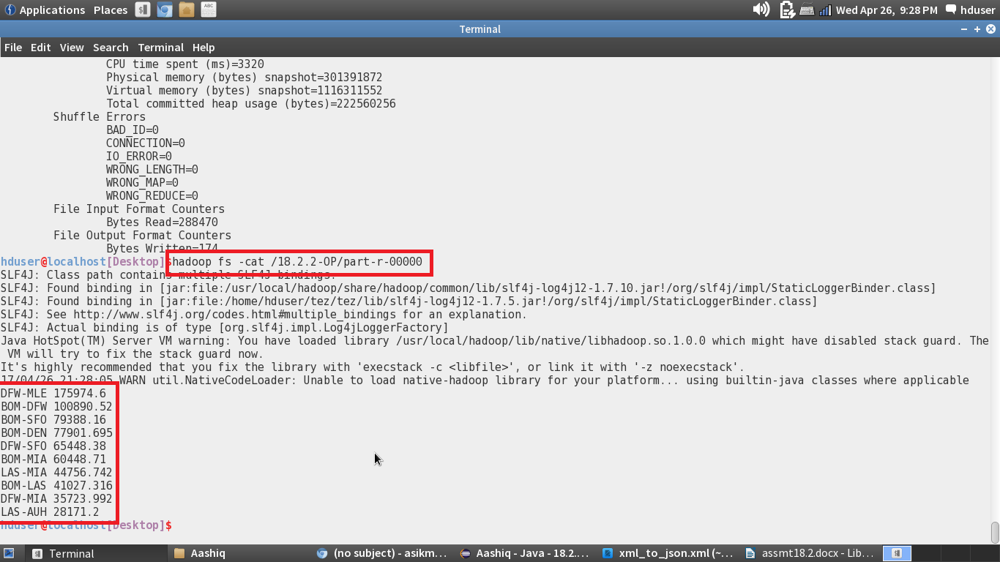 Applications Places Wed Apr 26, 9:28 PM hduser
Terminal
File Edit View Search Terminal Help
CPU time spent (ms)=3320
Physical memory (bytes) snapshot=301391872
Virtual memory (bytes) snapshot=1116311552
Total committed heap usage (bytes)=222560256
Shuffle Errors
BAD_ID=0
CONNECTION=0
IO_ERROR=0
WRONG_LENGTH=0
WRONG_MAP=0
WRONG_REDUCE=0
File Input Format Counters
Bytes Read=288470
File Output Format Counters
Bytes Written=174
hduser@localhost[Desktop]$hadoop fs -cat /18.2.2-OP/part-r-00000
SLF4J: Class path contains multiple SLF4J bindings.
SLF4J: Found binding in [jar:file:/usr/local/hadoop/share/hadoop/common/lib/slf4j-log4j12-1.7.10.jar!/org/slf4j/impl/StaticLoggerBinder.class]
SLF4J: Found binding in [jar:file:/home/hduser/tez/tez/lib/slf4j-log4j12-1.7.5.jar!/org/slf4j/impl/StaticLoggerBinder.class]
SLF4J: See http://www.slf4j.org/codes.html#multiple_bindings for an explanation.
SLF4J: Actual binding is of type [org.slf4j.impl.Log4jLoggerFactory]
Java HotSpot(TM) Server VM warning: You have loaded library /usr/local/hadoop/lib/native/libhadoop.so.1.0.0 which might have disabled stack guard. The
VM will try to fix the stack guard now.
It's highly recommended that you fix the library with 'execstack -c <libfile>', or link it with '-z noexecstack'.
17/04/26 21:28:05 WARN util.NativeCodeLoader: Unable to load native-hadoop library for your platform... using builtin-java classes where applicable
DFW-MLE 175974.6
BOM-DFW 100890.52
BOM-SFO 79388.16
BOM-DEN 77901.695
DFW-SFO 65448.38
BOM-MIA 60448.71
LAS-MIA 44756.742
BOM-LAS 41027.316
DFW-MIA 35723.992
LAS-AUH 28171.2
hduser@localhost[Desktop]$
Terminal Aashiq (no subject) - asikm... Aashiq - Java - 18.2.... xml_to_json.xml (~... assmt18.2.docx - Lib...